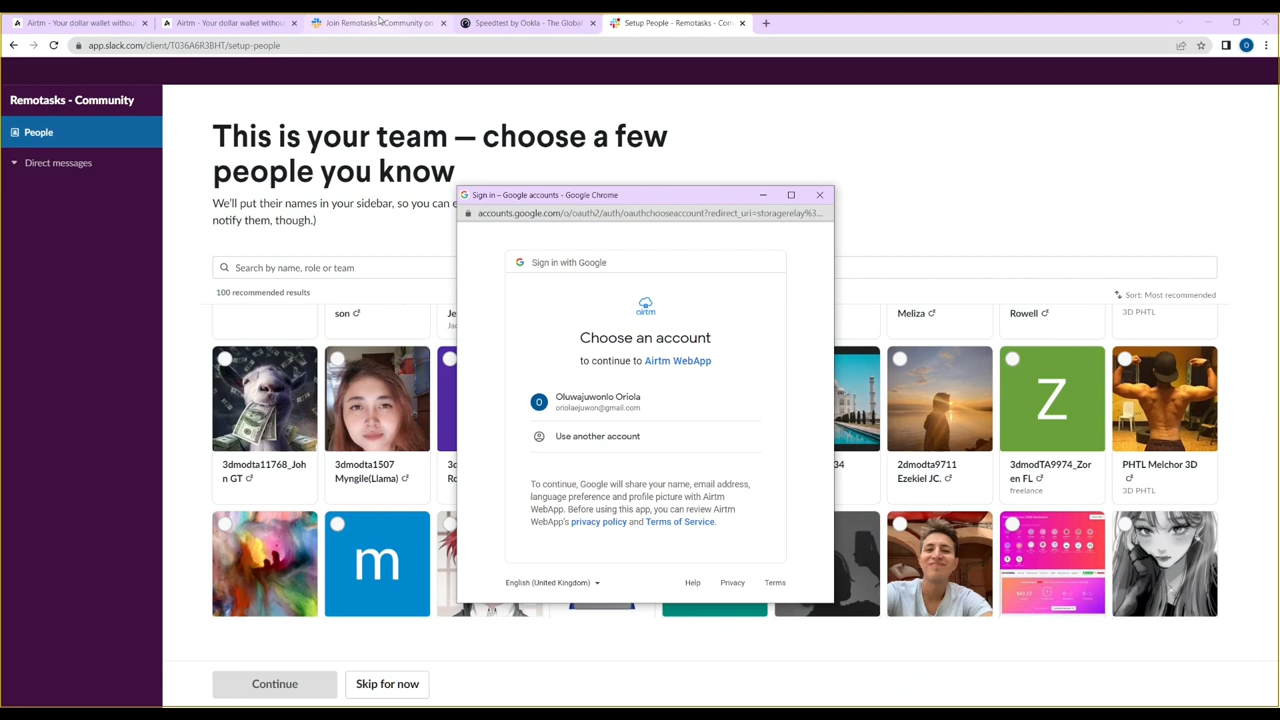 Airtm - Your dollar wallet withou
Airtm - Your dollar wallet withou
Join Remotasks - Community on
Speedtest by Ookla - The Global
Setup People - Remotasks - Com
app.slack.com/client/T036A6R3BHT/setup-people
O
Remotasks - Community
People
Direct messages
This is your team — choose a few
people you know
We'll put their names in your sidebar, so you can e
notify them, though.)
Search by name, role or team
100 recommended results
Sort: Most recommended
son
Je
Jac
Meliza
Rowell
3D PHTL
3D PHTL
3dmodta11768_Joh
n GT
3dmodta1507
Myngile(Llama)
3d
Ro
34
2dmodta9711
Ezekiel JC.
3dmodTA9974_Zor
en FL
freelance
Z
PHTL Melchor 3D
3D PHTL
m
Continue
Skip for now
Sign in – Google accounts - Google Chrome
accounts.google.com/o/oauth2/auth/oauthchooseaccount?redirect_uri=storagerelay%3...
Sign in with Google
airtm
Choose an account
to continue to Airtm WebApp
O
Oluwajuwonlo Oriola
oriolaejuwon@gmail.com
Use another account
To continue, Google will share your name, email address,
language preference and profile picture with Airtm
WebApp. Before using this app, you can review Airtm
WebApp's privacy policy and Terms of Service.
English (United Kingdom)
Help
Privacy
Terms